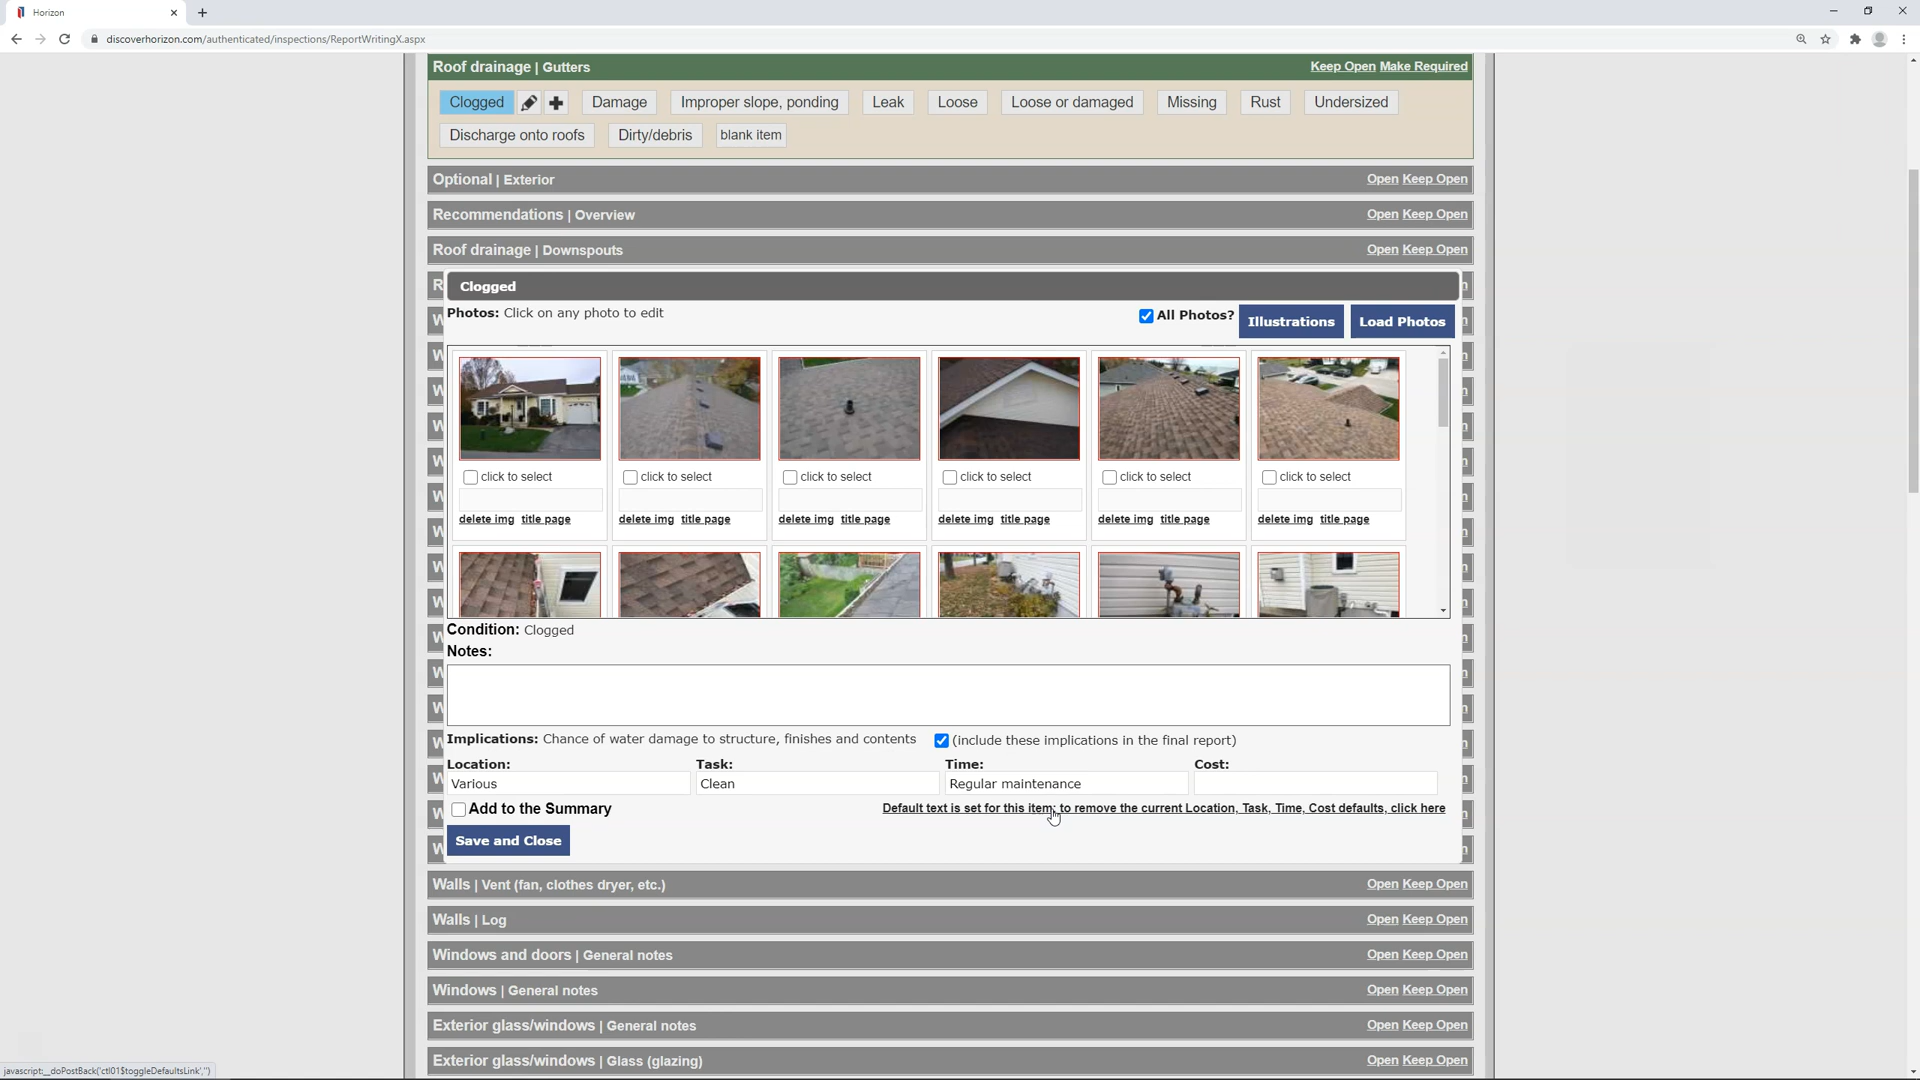 Horizon
discoverhorizon.com/authenticated/inspections/ReportWritingX.aspx
Roof drainage | Gutters Keep Open Make Required
Clogged Damage Improper slope, ponding Leak Loose Loose or damaged Missing Rust Undersized
Discharge onto roofs Dirty/debris blank item
Optional | Exterior Open Keep Open
Recommendations | Overview Open Keep Open
Roof drainage | Downspouts Open Keep Open
Clogged
Photos: Click on any photo to edit All Photos? Illustrations Load Photos
click to select click to select click to select click to select click to select click to select
delete img title page delete img title page delete img title page delete img title page delete img title page delete img title page
Condition: Clogged
Notes:
Implications: Chance of water damage to structure, finishes and contents (include these implications in the final report)
Location: Task: Time: Cost:
Various Clean Regular maintenance
Add to the Summary Default text is set for this item; to remove the current Location, Task, Time, Cost defaults, click here
Save and Close
Walls | Vent (fan, clothes dryer, etc.) Open Keep Open
Walls | Log Open Keep Open
Windows and doors | General notes Open Keep Open
Windows | General notes Open Keep Open
Exterior glass/windows | General notes Open Keep Open
Exterior glass/windows | Glass (glazing) Open Keep Open
javascript:__doPostBack('ctl01$toggleDefaultsLink','')